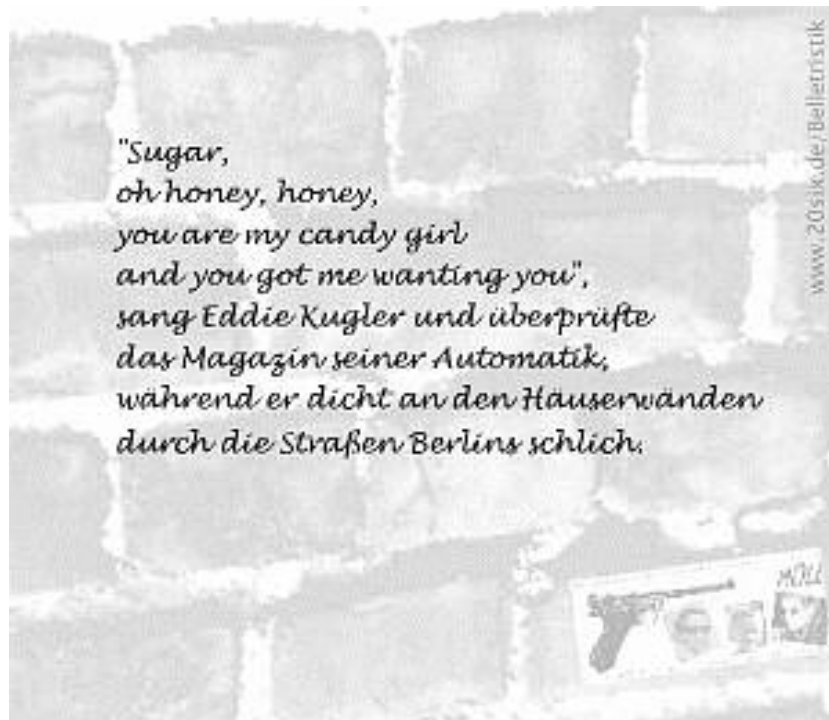 "Sugar,
oh honey, honey,
you are my candy girl
and you got me wanting you",
sang Eddie Kugler und überprüfte
das Magazin seiner Automatik,
während er dicht an den Häuserwänden
durch die Straßen Berlins schlich.
www.20sik.de/Belletristik